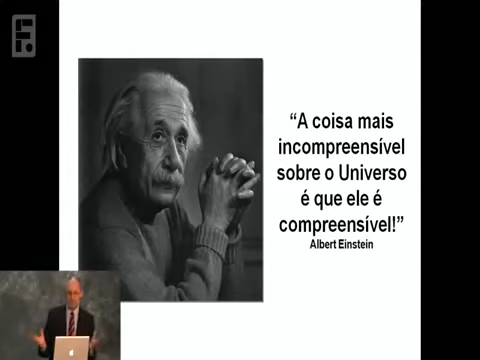 “A coisa mais
incompreensível
sobre o Universo
é que ele é
compreensível!”
Albert Einstein